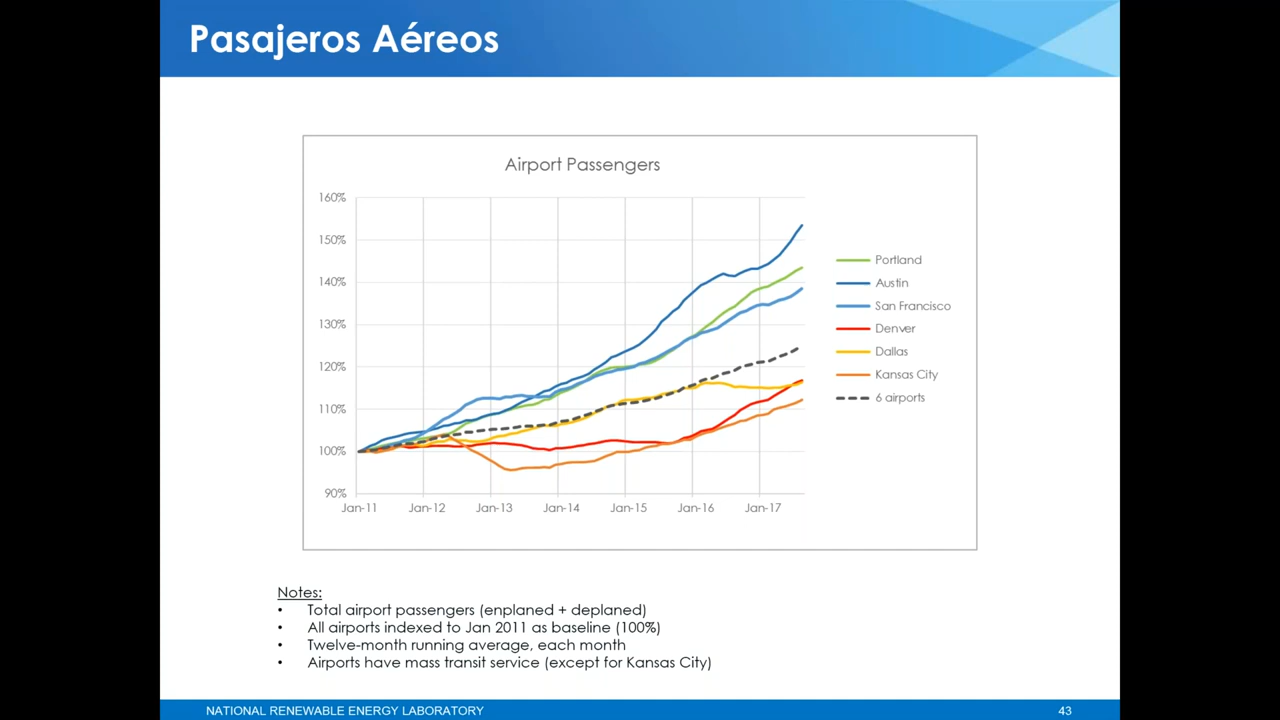 Pasajeros Aéreos
Airport Passengers
160%
150%
140%
130%
120%
110%
100%
90%
Jan-11 Jan-12 Jan-13 Jan-14 Jan-15 Jan-16 Jan-17
Portland
Austin
San Francisco
Denver
Dallas
Kansas City
6 airports
Notes:
• Total airport passengers (enplaned + deplaned)
• All airports indexed to Jan 2011 as baseline (100%)
• Twelve-month running average, each month
• Airports have mass transit service (except for Kansas City)
NATIONAL RENEWABLE ENERGY LABORATORY 43